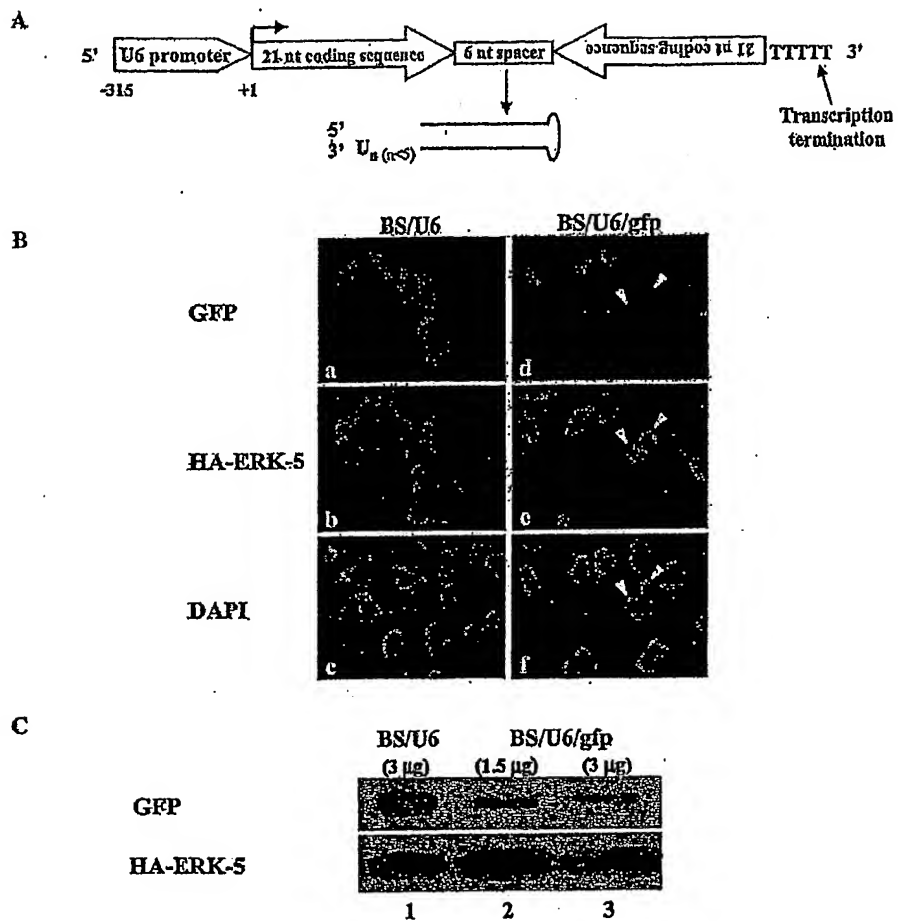 A
5' U6 promoter 21-nt coding sequence 6 nt spacer 21 nt coding sequence TTTTT 3'
-315 +1
Transcription
termination
5'
3' Un (n<5)
B
BS/U6 BS/U6/gfp
GFP
a d
HA-ERK-5
b e
DAPI
c f
C
BS/U6 BS/U6/gfp
(3 µg) (1.5 µg) (3 µg)
GFP
HA-ERK-5
1 2 3